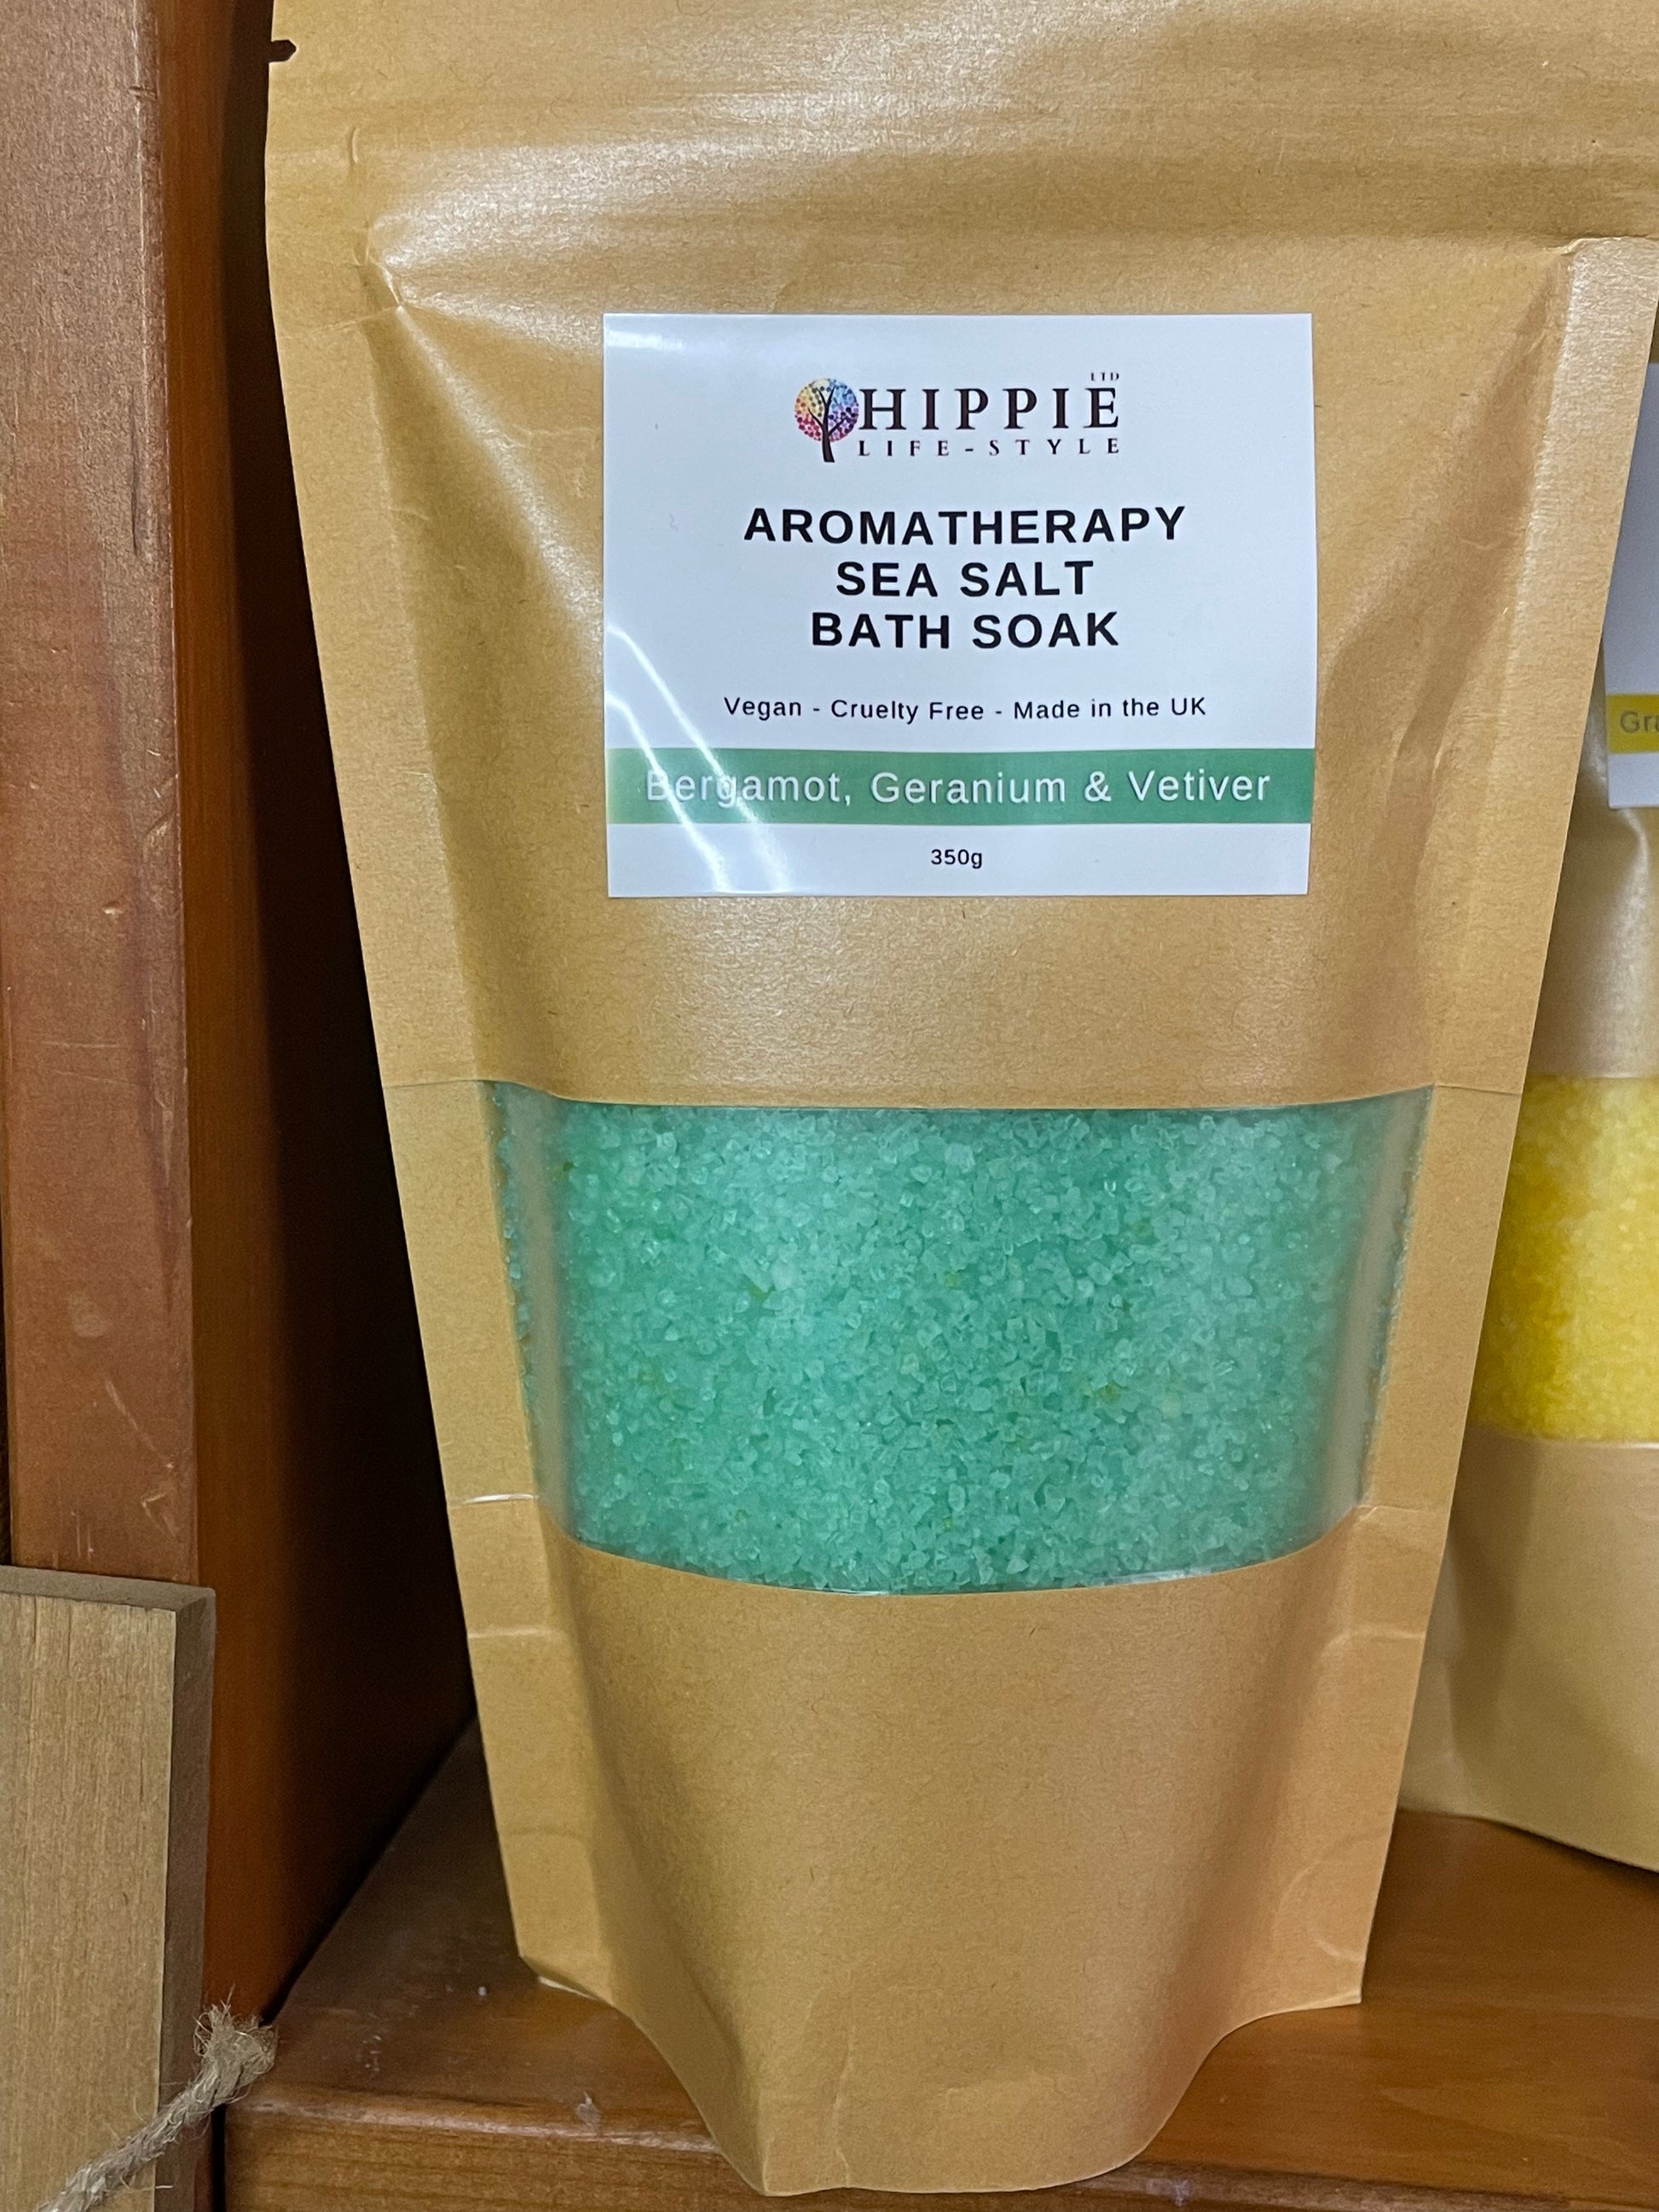 HIPPIE LTD
LIFE-STYLE
AROMATHERAPY
SEA SALT
BATH SOAK
Vegan - Cruelty Free - Made in the UK
Bergamot, Geranium & Vetiver
350g